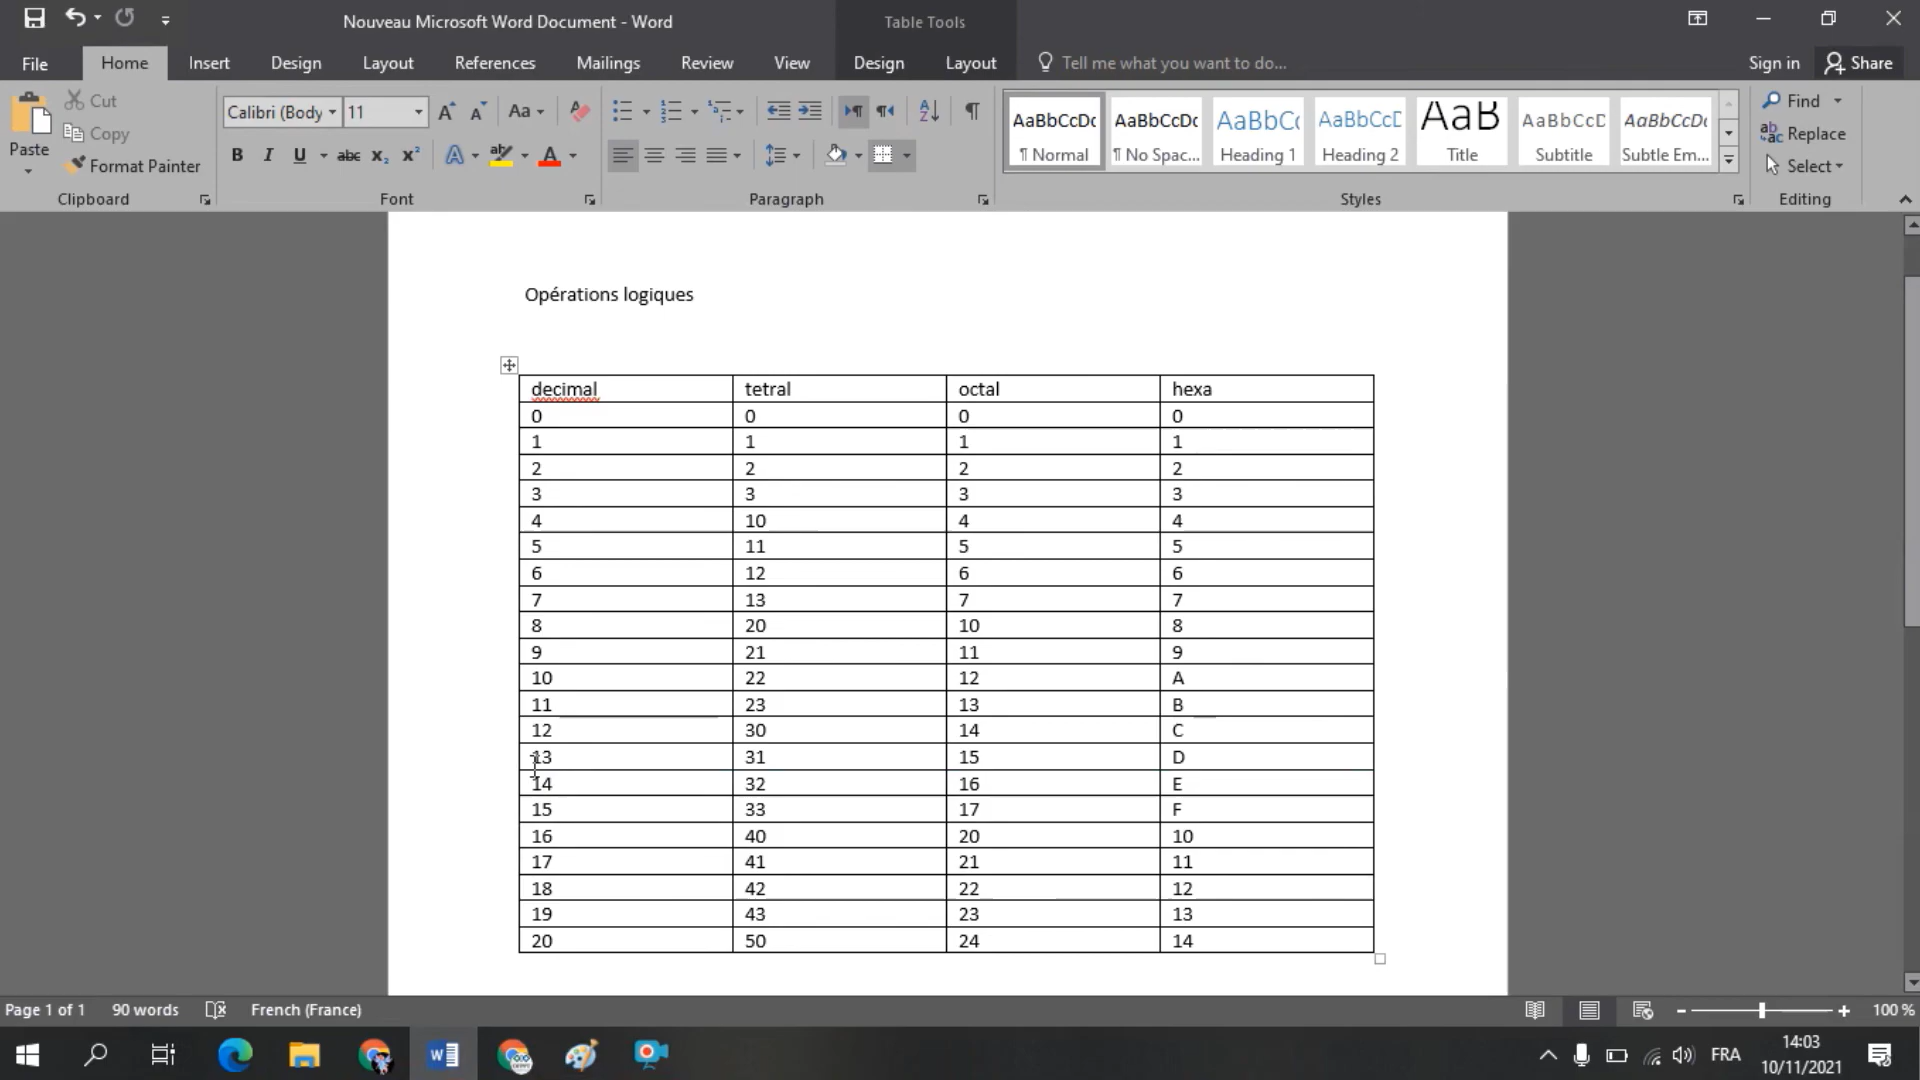 Nouveau Microsoft Word Document - Word
Table Tools
File Home Insert Design Layout References Mailings Review View Design Layout Tell me what you want to do... Sign in Share
Cut
Copy
Format Painter
Paste
Calibri (Body 11
AaBbCcDc AaBbCcDc AaBbC AaBbCcE AaB AaBbCcD AaBbCcDc
¶ Normal ¶ No Spac... Heading 1 Heading 2 Title Subtitle Subtle Em...
Find
Replace
Select
Clipboard Font Paragraph Styles Editing
Opérations logiques
decimal tetral octal hexa
0 0 0 0
1 1 1 1
2 2 2 2
3 3 3 3
4 10 4 4
5 11 5 5
6 12 6 6
7 13 7 7
8 20 10 8
9 21 11 9
10 22 12 A
11 23 13 B
12 30 14 C
13 31 15 D
14 32 16 E
15 33 17 F
16 40 20 10
17 41 21 11
18 42 22 12
19 43 23 13
20 50 24 14
Page 1 of 1 90 words French (France) 100 %
FRA
14:03
10/11/2021